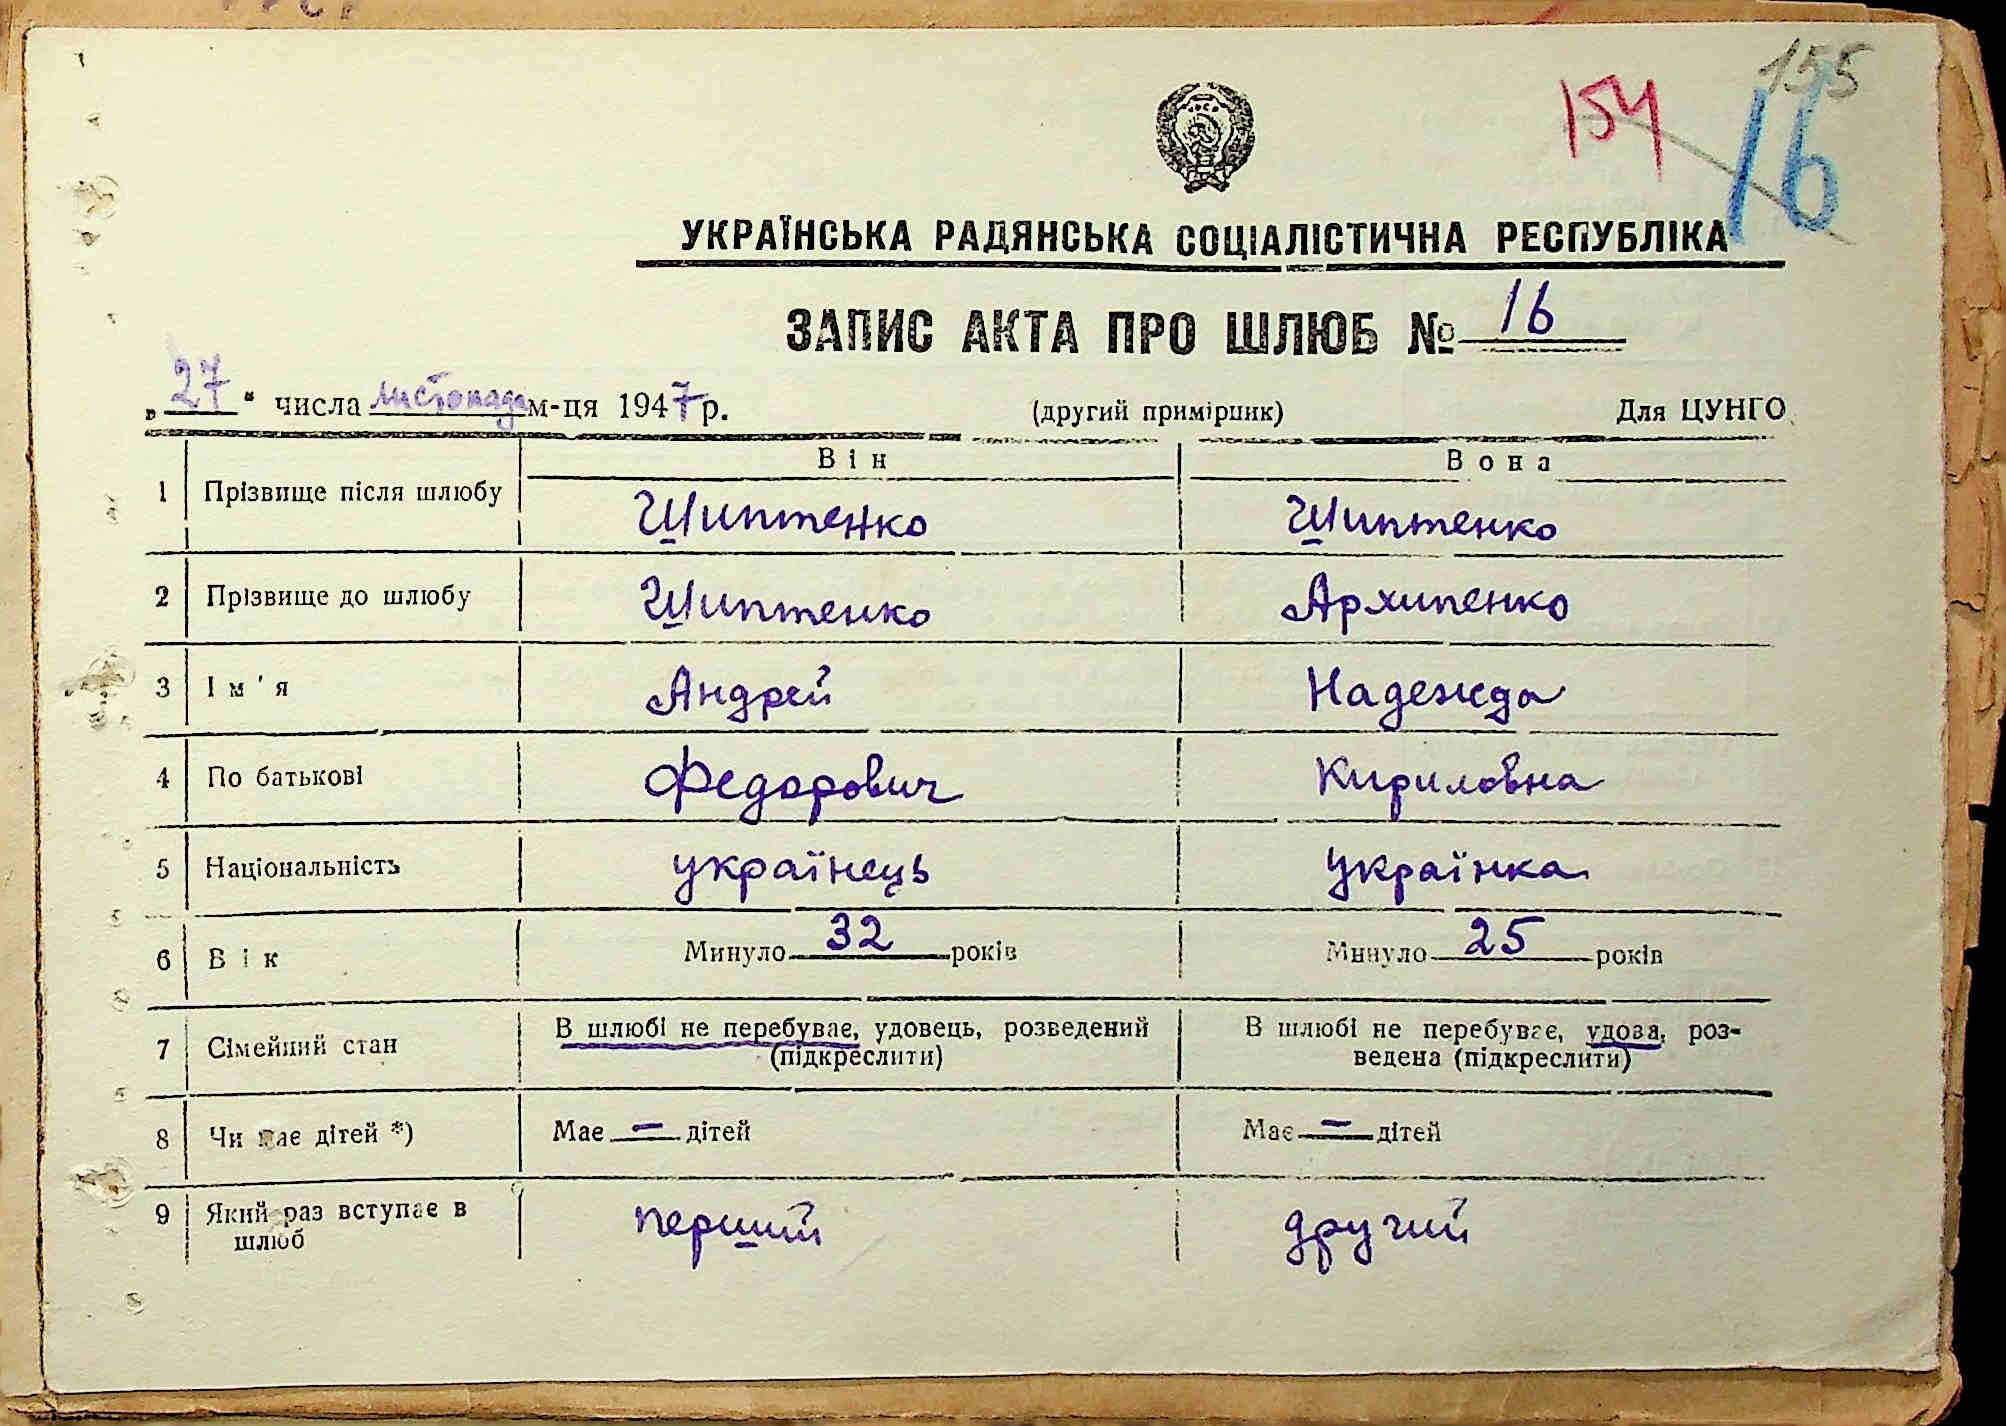 155
154
16
УКРАЇНСЬКА РАДЯНСЬКА СОЦІАЛІСТИЧНА РЕСПУБЛІКА
ЗАПИС АКТА ПРО ШЛЮБ № 16
„27“ числа листопада м-ця 1947 р. (другий примірник) Для ЦУНГО
Він Вона
1 Прізвище після шлюбу Шиптенко Шиптенко
2 Прізвище до шлюбу Шиптенко Архипенко
3 Ім'я Андрей Надежда
4 По батькові Федорович Кириловна
5 Національність українець українка
6 Вік Минуло 32 років Минуло 25 років
7 Сімейний стан В шлюбі не перебуває, удовець, розведений (підкреслити) В шлюбі не перебуває, удова, роз-
ведена (підкреслити)
8 Чи має дітей *) Має — дітей Має — дітей
9 Який раз вступає в шлюб перший другий